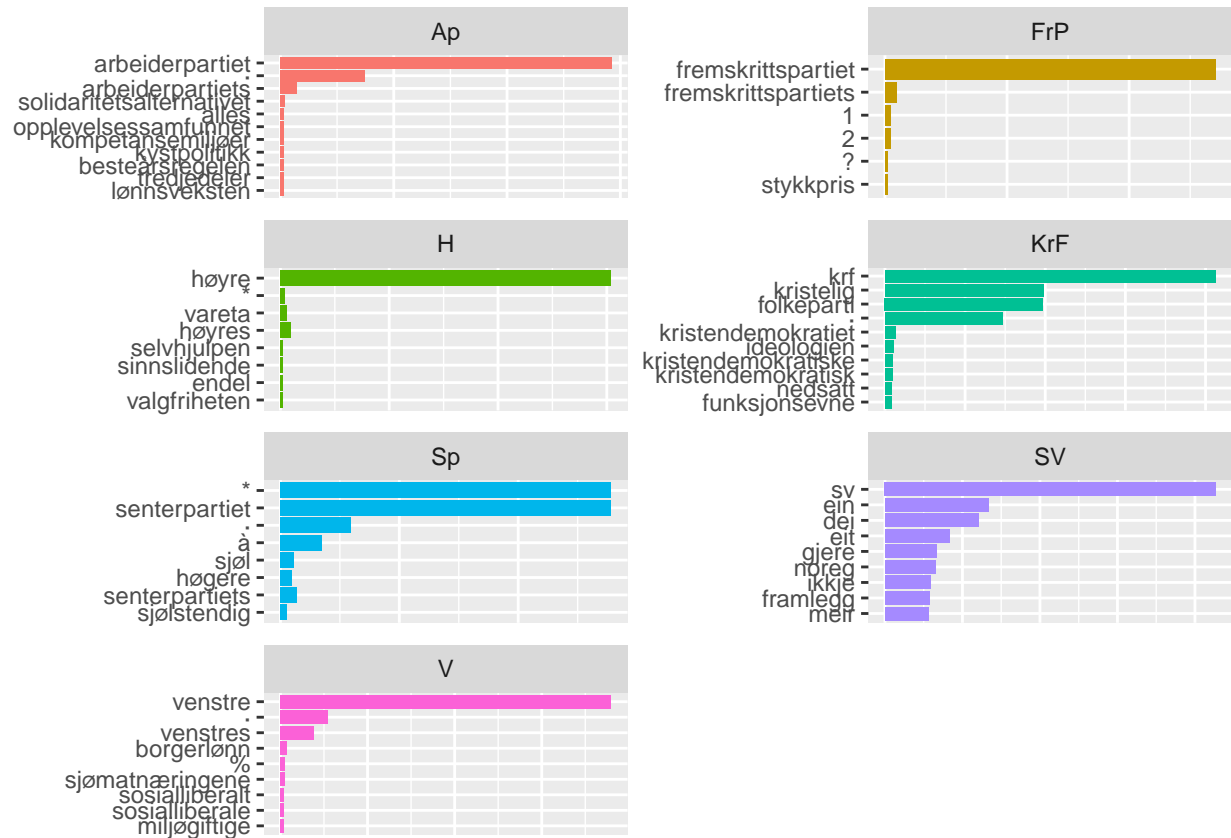 Ap
arbeiderpartiet
·
arbeiderpartiets
solidaritetsalternativet
alles
opplevelsessamfunnet
kompetansemiljøer
kystpolitikk
besteårsregelen
tredjedeler
lønnsveksten
FrP
fremskrittspartiet
fremskrittspartiets
1
2
?
stykkpris
H
høyre
*
vareta
høyres
selvhjulpen
sinnslidende
endel
valgfriheten
KrF
krf
kristelig
folkeparti
·
kristendemokratiet
ideologien
kristendemokratiske
kristendemokratisk
nedsatt
funksjonsevne
Sp
*
senterpartiet
·
à
sjøl
høgere
senterpartiets
sjølstendig
SV
sv
ein
dei
eit
gjere
noreg
ikkje
framlegg
meir
V
venstre
·
venstres
borgerlønn
%
sjømatnæringene
sosialliberalt
sosialliberale
miljøgiftige